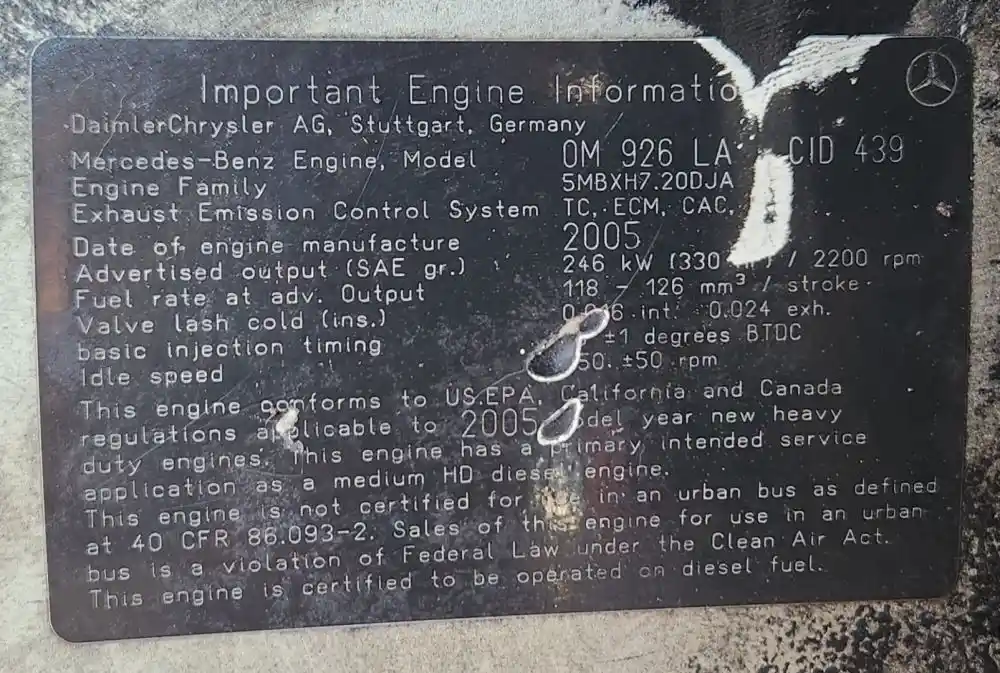 Important Engine
DaimlerChrysler AG, Stuttgart, Germany
Mercedes-Benz Engine, Model OM 926 LA CID 439
Engine Family 5MBXH7.20DJA
Exhaust Emission Control System TC, ECM, CAC,
Date of engine manufacture 2005
Advertised output (SAE gr.) 246 kW (330 / 2200 rpm
Fuel rate at adv. Output 118 - 126 mm³ / stroke
Valve lash cold (ins.) int. 0.024 exh.
basic injection timing ±1 degrees BTDC
Idle speed ±50 rpm
This engine conforms to US.EPA, California and Canada
regulations applicable to 2005 model year new heavy
duty engines. This engine has a primary intended service
application as a medium HD diesel engine.
This engine is not certified for use in an urban bus as defined
at 40 CFR 86.093-2. Sales of this engine for use in an urban
bus is a violation of Federal Law under the Clean Air Act.
This engine is certified to be operated on diesel fuel.